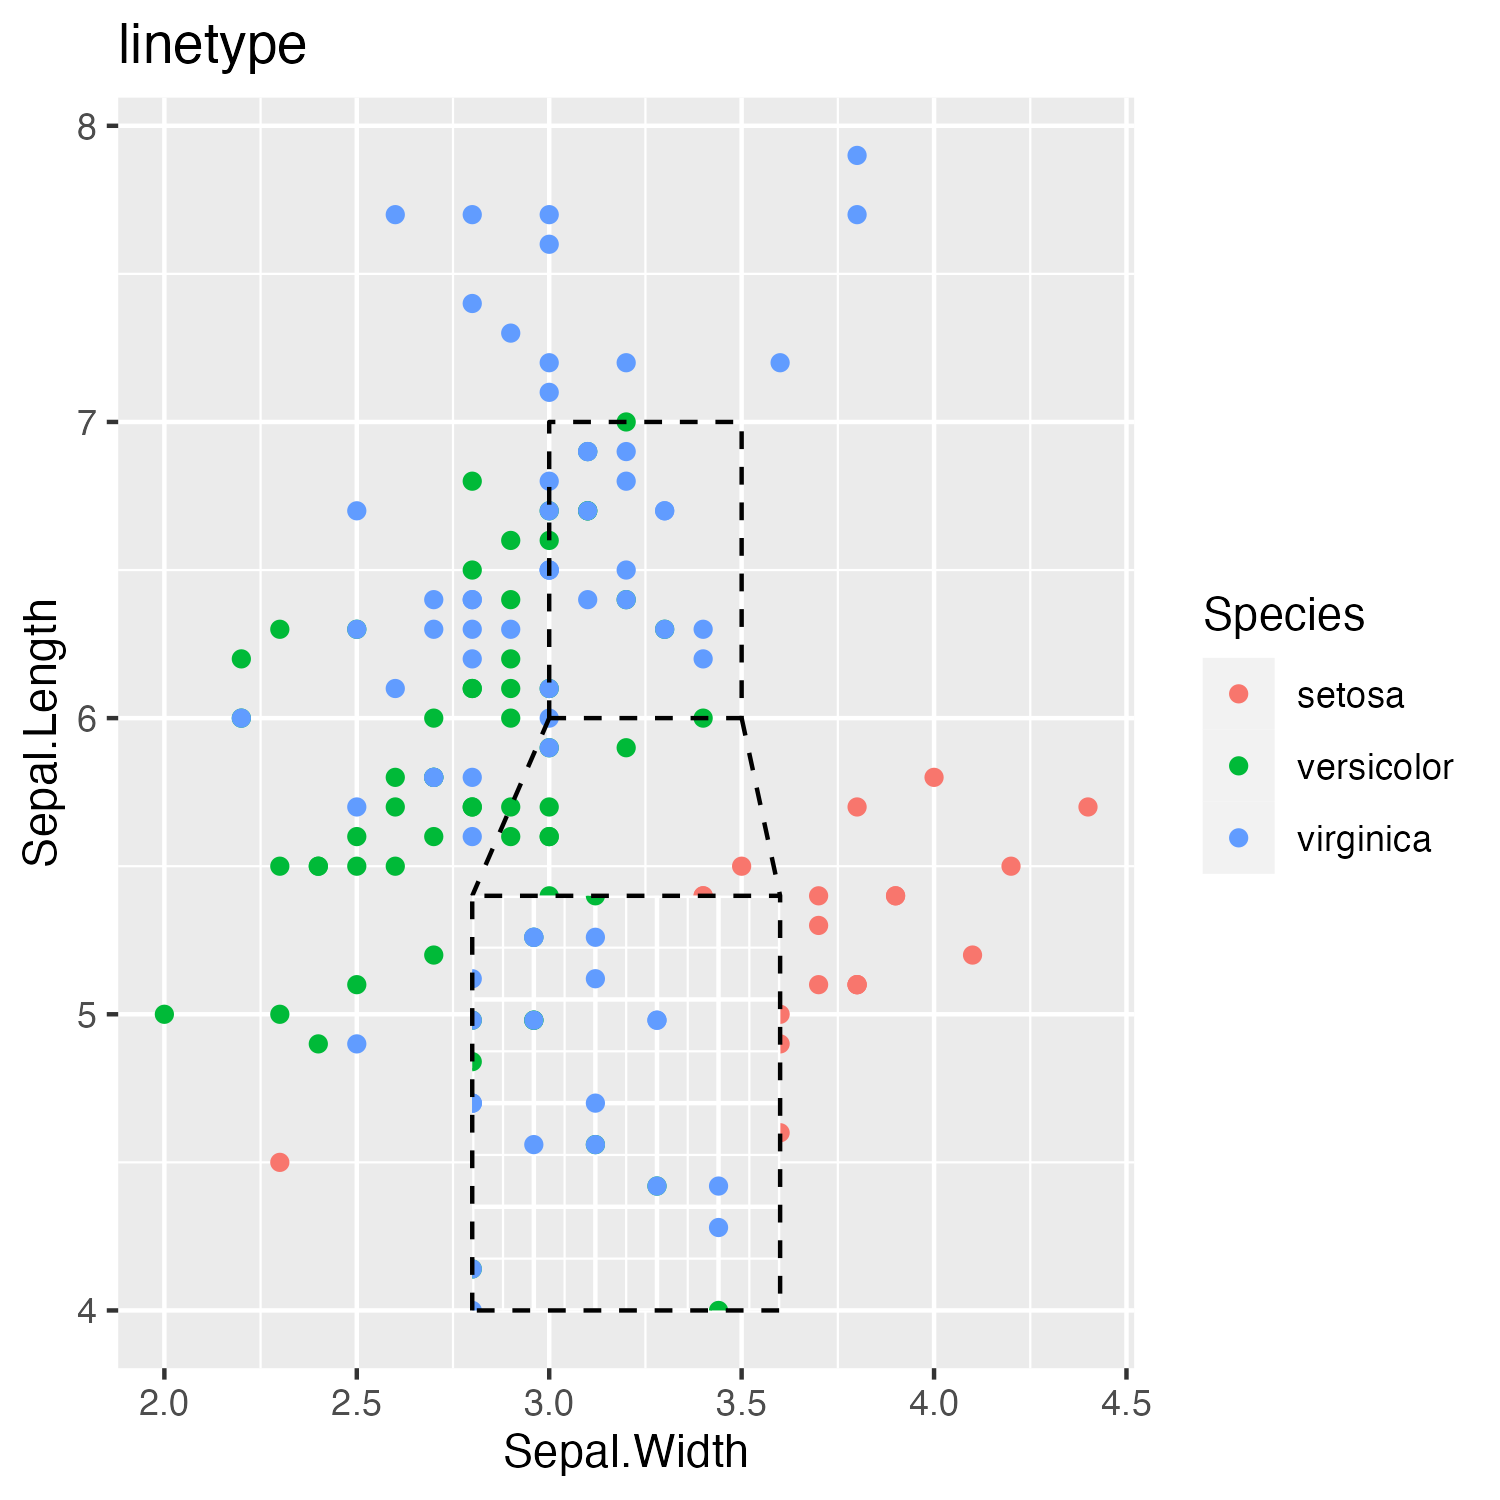 linetype
8
7
6
5
4
Sepal.Length
2.0 2.5 3.0 3.5 4.0 4.5
Sepal.Width
Species
setosa
versicolor
virginica